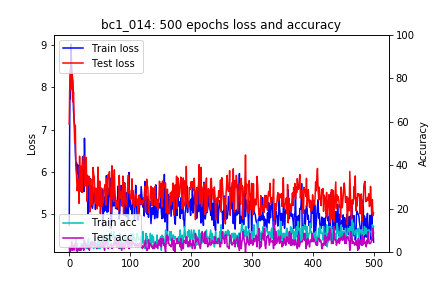 bc1_014: 500 epochs loss and accuracy
Train loss
Test loss
Train acc
Test acc
Loss
Accuracy
9
8
7
6
5
100
80
60
40
20
0
0
100
200
300
400
500